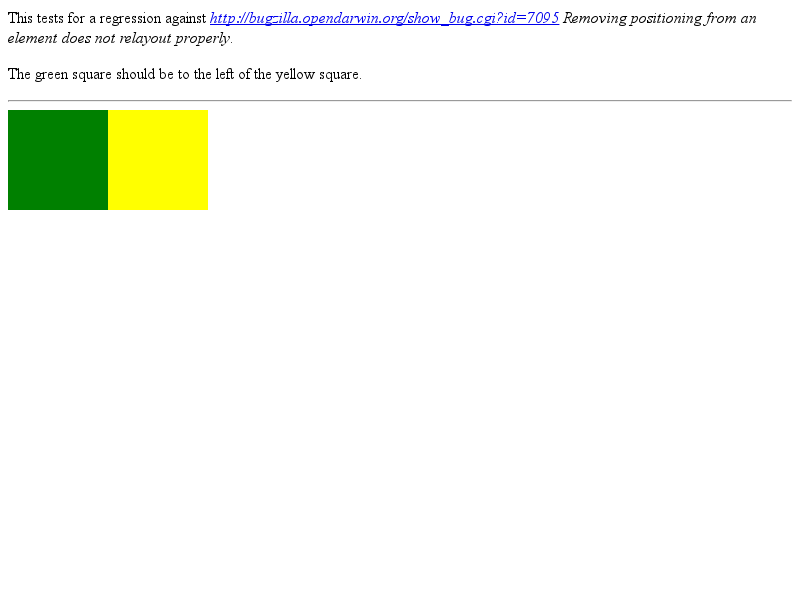 This tests for a regression against http://bugzilla.opendarwin.org/show_bug.cgi?id=7095 Removing positioning from an
element does not relayout properly.
The green square should be to the left of the yellow square.